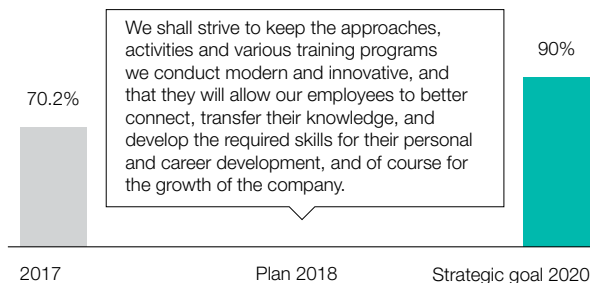 We shall strive to keep the approaches,
activities and various training programs
we conduct modern and innovative, and
that they will allow our employees to better
connect, transfer their knowledge, and
develop the required skills for their personal
and career development, and of course for
the growth of the company.
70.2%
90%
2017
Plan 2018
Strategic goal 2020